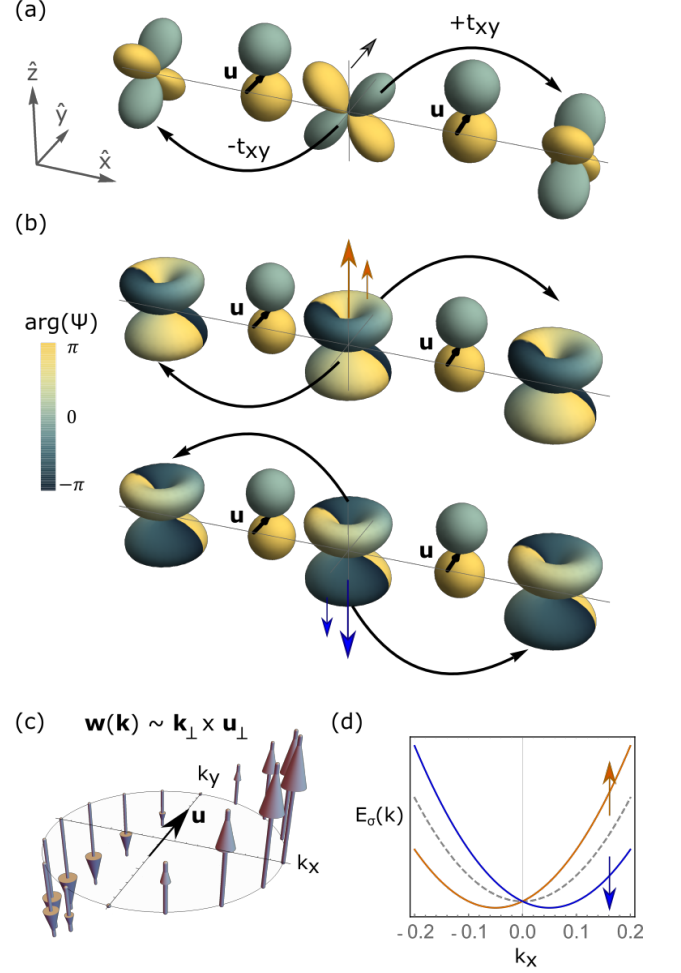 (a)
+t_xy
ẑ
ŷ
x̂
u
u
-t_xy
(b)
arg(Ψ)
π
0
−π
u
u
u
u
(c)
w(k) ~ k⊥ x u⊥
k_y
u
k_x
(d)
E_σ(k)
- 0.2
- 0.1
0.0
0.1
0.2
k_x